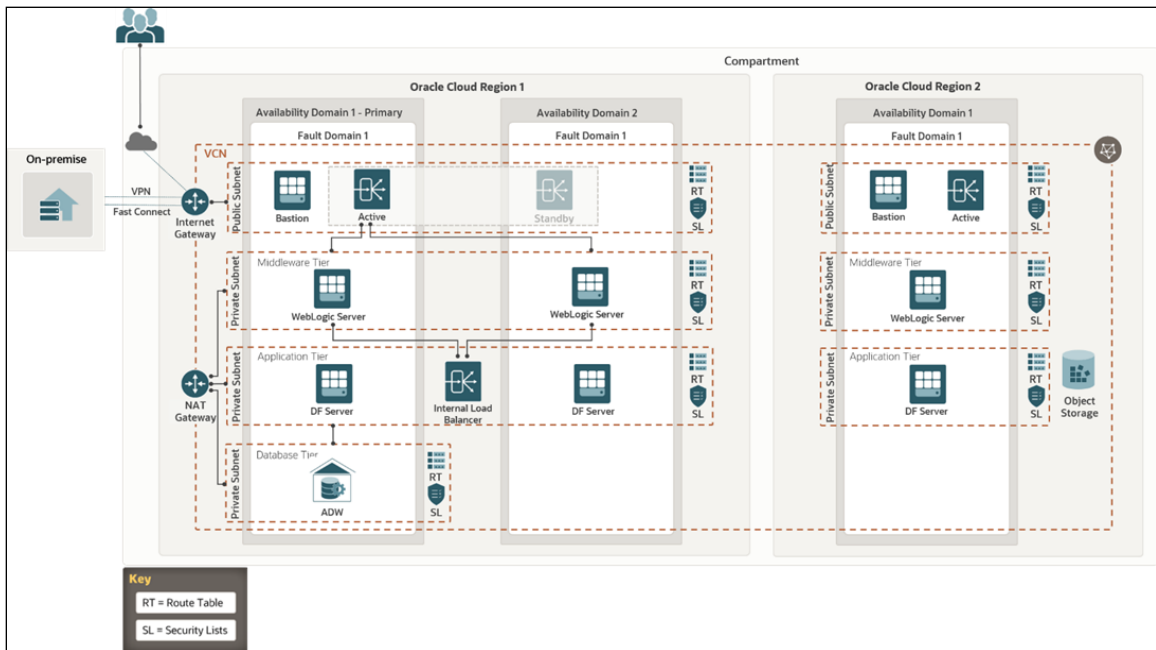 Compartment
Oracle Cloud Region 1
Oracle Cloud Region 2
Availability Domain 1 - Primary
Availability Domain 2
Availability Domain 1
Fault Domain 1
Fault Domain 1
Fault Domain 1
On-premise
VPN
Fast Connect
Internet
Gateway
VCN
Public Subnet
Bastion
Active
Standby
RT
SL
Public Subnet
Bastion
Active
RT
SL
Private Subnet
Middleware Tier
WebLogic Server
WebLogic Server
RT
SL
Private Subnet
Middleware Tier
WebLogic Server
RT
SL
NAT
Gateway
Private Subnet
Application Tier
DF Server
Internal Load
Balancer
DF Server
RT
SL
Private Subnet
Application Tier
DF Server
RT
SL
Object
Storage
Private Subnet
Database Tier
ADW
RT
SL
Key
RT = Route Table
SL = Security Lists